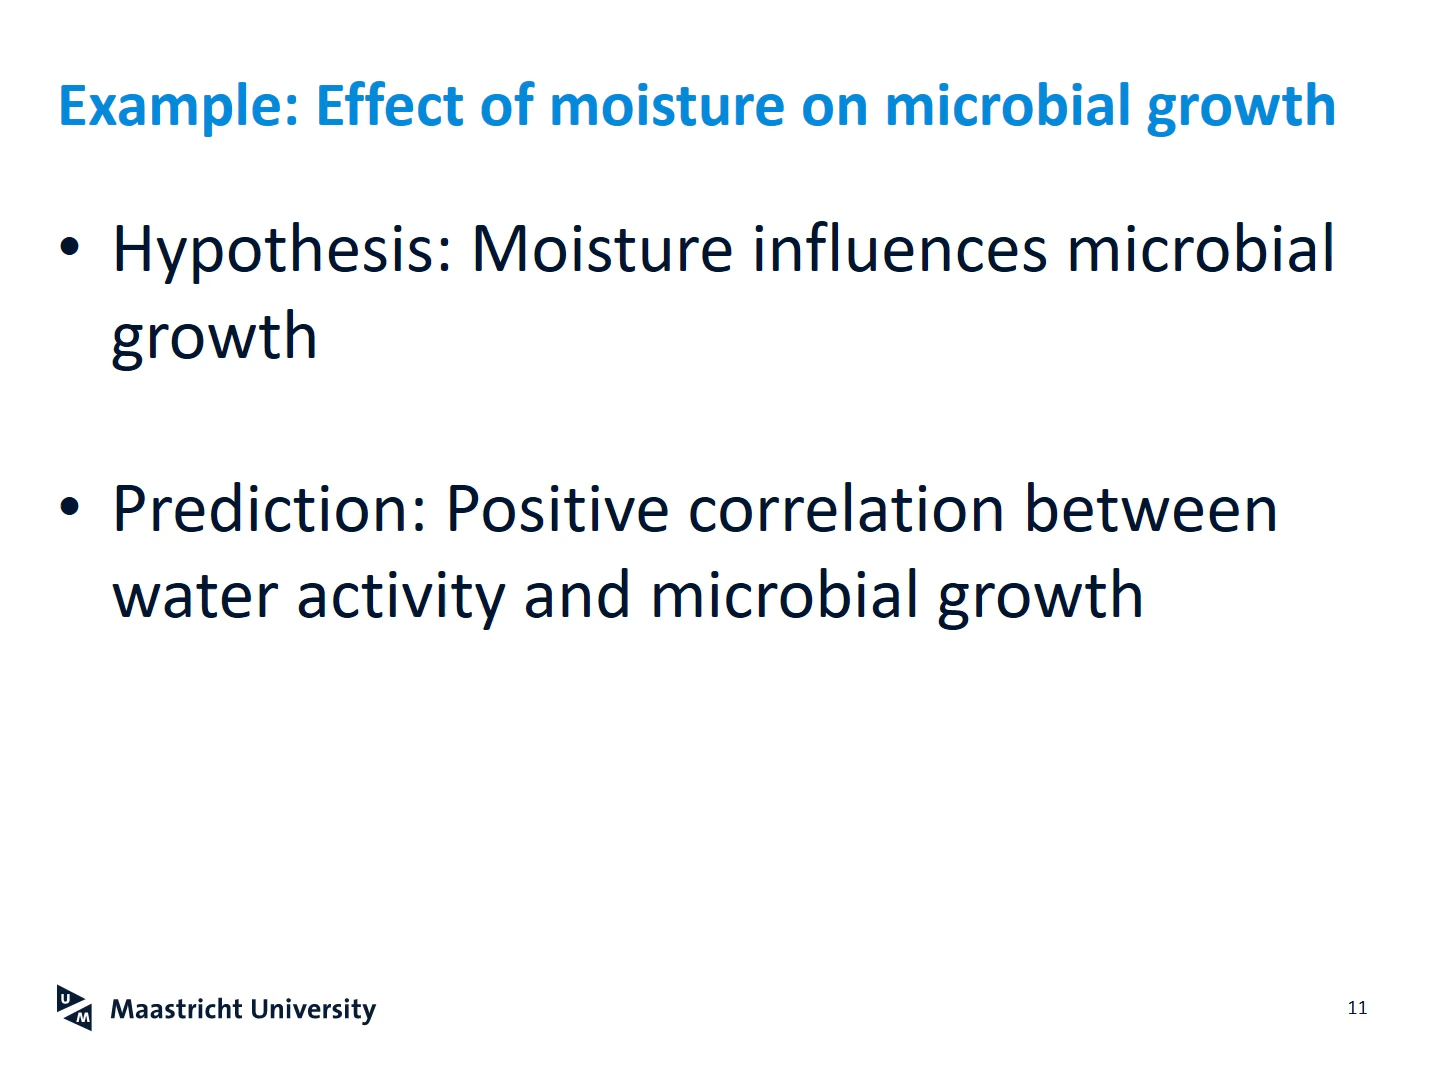 Example: Effect of moisture on microbial growth
• Hypothesis: Moisture influences microbial
growth
• Prediction: Positive correlation between
water activity and microbial growth
U
M
Maastricht University
11